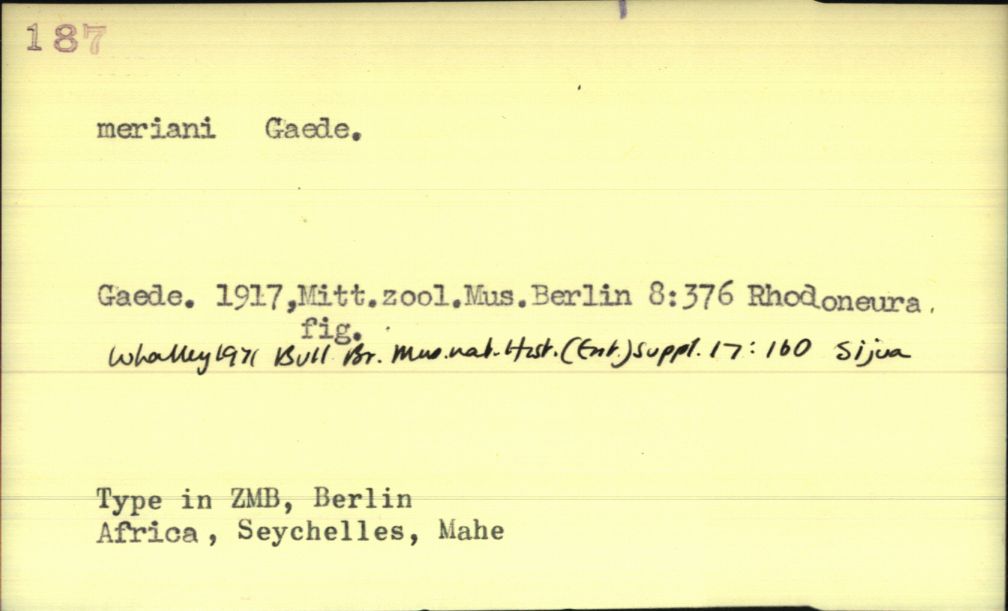 187
meriani Gaede.
Gaede. 1917,Mitt.zool.Mus.Berlin 8:376 Rhodoneura.
fig.
Whalley 1971 Bull Br. Mus.nat.Hist.(Ent.)Suppl.17:160 Sijua
Type in ZMB, Berlin
Africa, Seychelles, Mahe